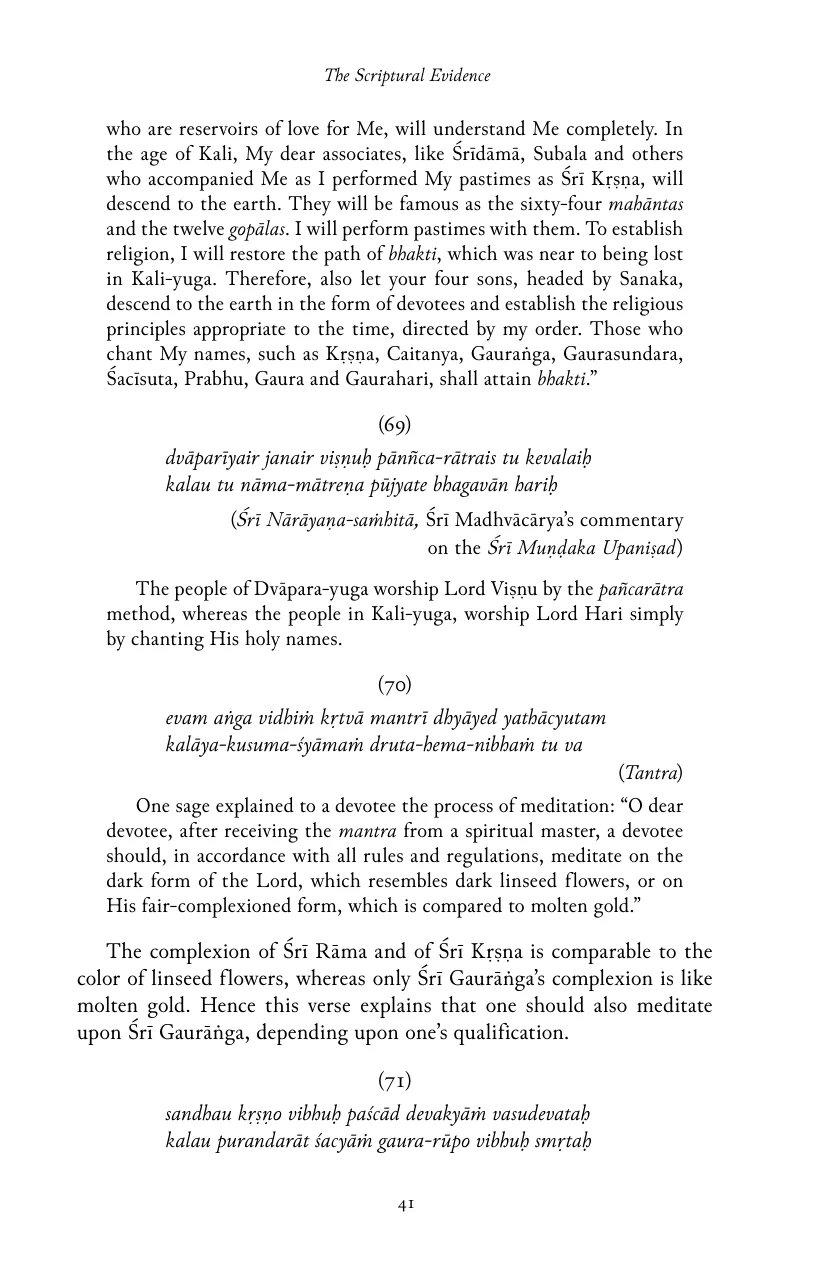 The Scriptural Evidence
who are reservoirs of love for Me, will understand Me completely. In
the age of Kali, My dear associates, like Śrīdāmā, Subala and others
who accompanied Me as I performed My pastimes as Śrī Kṛṣṇa, will
descend to the earth. They will be famous as the sixty-four mahāntas
and the twelve gopālas. I will perform pastimes with them. To establish
religion, I will restore the path of bhakti, which was near to being lost
in Kali-yuga. Therefore, also let your four sons, headed by Sanaka,
descend to the earth in the form of devotees and establish the religious
principles appropriate to the time, directed by my order. Those who
chant My names, such as Kṛṣṇa, Caitanya, Gauraṅga, Gaurasundara,
Śacīsuta, Prabhu, Gaura and Gaurahari, shall attain bhakti.”
(69)
dvāparīyair janair viṣṇuḥ pānñca-rātrais tu kevalaiḥ
kalau tu nāma-mātreṇa pūjyate bhagavān hariḥ
(Śrī Nārāyaṇa-saṁhitā, Śrī Madhvācārya’s commentary
on the Śrī Muṇḍaka Upaniṣad)
The people of Dvāpara-yuga worship Lord Viṣṇu by the pañcarātra
method, whereas the people in Kali-yuga, worship Lord Hari simply
by chanting His holy names.
(70)
evam aṅga vidhiṁ kṛtvā mantrī dhyāyed yathācyutam
kalāya-kusuma-śyāmaṁ druta-hema-nibhaṁ tu va
(Tantra)
One sage explained to a devotee the process of meditation: “O dear
devotee, after receiving the mantra from a spiritual master, a devotee
should, in accordance with all rules and regulations, meditate on the
dark form of the Lord, which resembles dark linseed flowers, or on
His fair-complexioned form, which is compared to molten gold.”
The complexion of Śrī Rāma and of Śrī Kṛṣṇa is comparable to the
color of linseed flowers, whereas only Śrī Gaurāṅga’s complexion is like
molten gold. Hence this verse explains that one should also meditate
upon Śrī Gaurāṅga, depending upon one’s qualification.
(71)
sandhau kṛṣṇo vibhuḥ paścād devakyāṁ vasudevataḥ
kalau purandarāt śacyāṁ gaura-rūpo vibhuḥ smṛtaḥ
41